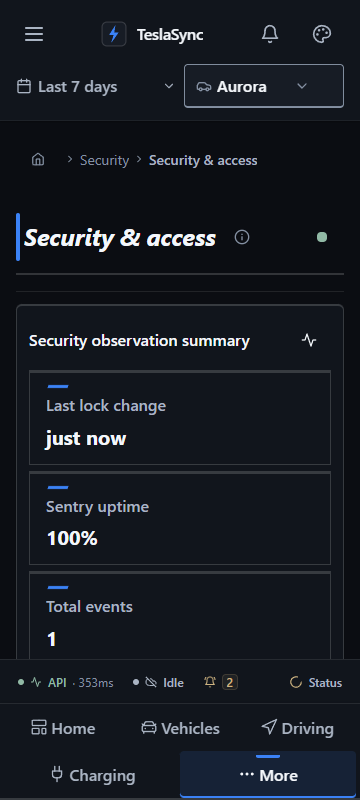 TeslaSync
Last 7 days Aurora
Security Security & access
Security & access
Security observation summary
Last lock change
just now
Sentry uptime
100%
Total events
1
API · 353ms Idle 2 Status
Home Vehicles Driving
Charging More